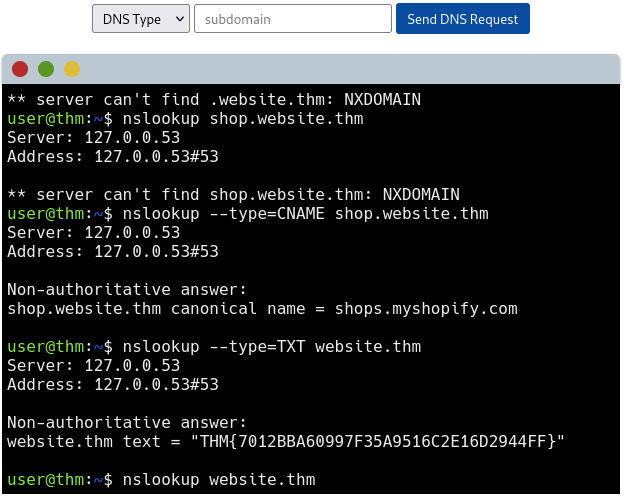 DNS Type
subdomain
Send DNS Request
** server can't find .website.thm: NXDOMAIN
user@thm:~$ nslookup shop.website.thm
Server: 127.0.0.53
Address: 127.0.0.53#53
** server can't find shop.website.thm: NXDOMAIN
user@thm:~$ nslookup --type=CNAME shop.website.thm
Server: 127.0.0.53
Address: 127.0.0.53#53
Non-authoritative answer:
shop.website.thm canonical name = shops.myshopify.com
user@thm:~$ nslookup --type=TXT website.thm
Server: 127.0.0.53
Address: 127.0.0.53#53
Non-authoritative answer:
website.thm text = "THM{7012BBA60997F35A9516C2E16D2944FF}"
user@thm:~$ nslookup website.thm